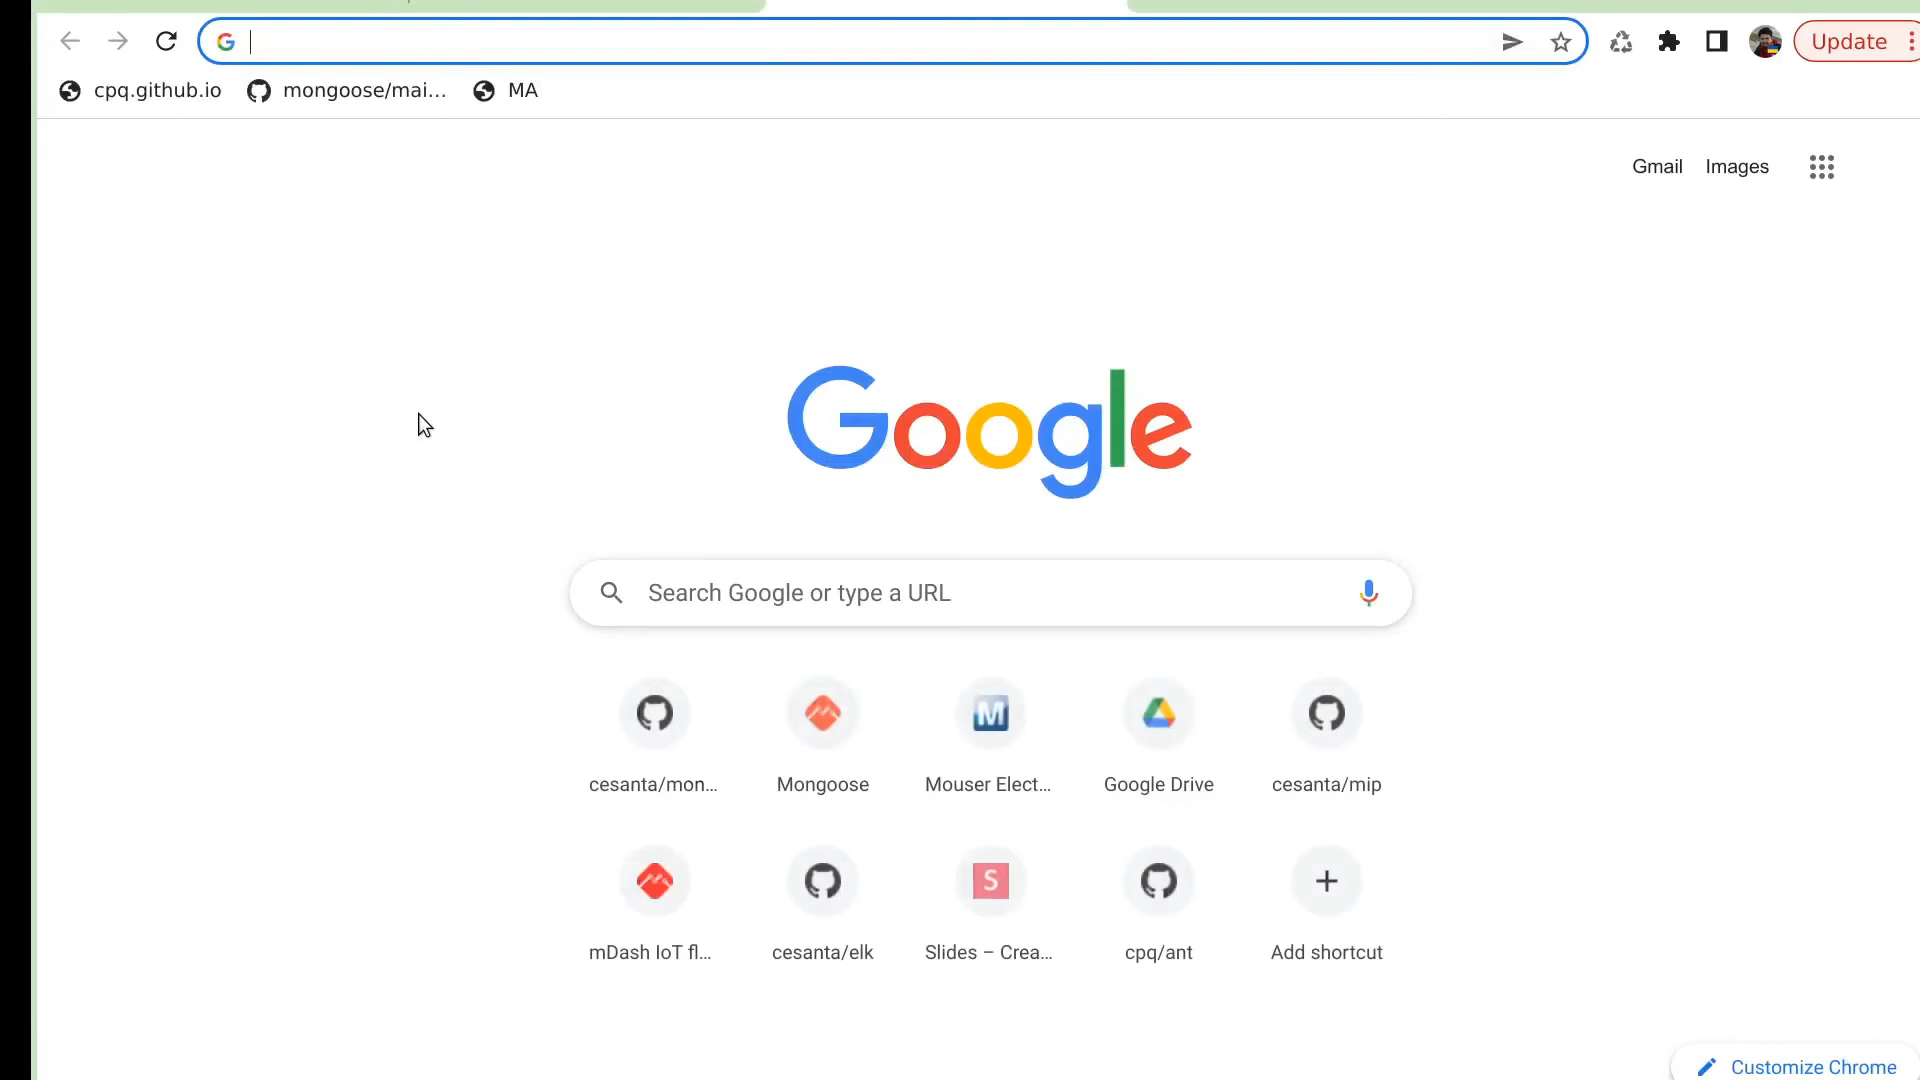 Update
cpq.github.io mongoose/mai... MA
Gmail Images
Google
Search Google or type a URL
M
cesanta/mon... Mongoose Mouser Elect... Google Drive cesanta/mip
S
mDash IoT fl... cesanta/elk Slides – Crea... cpq/ant Add shortcut
Customize Chrome